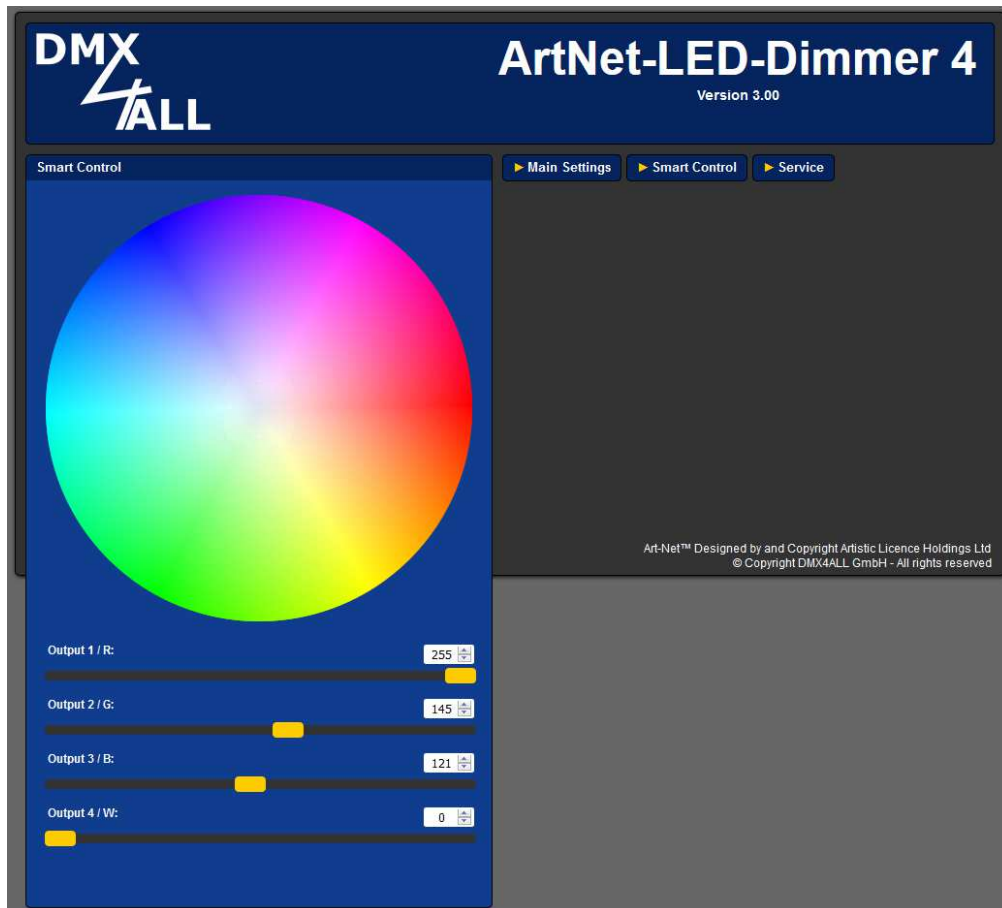 DMX
4ALL
ArtNet-LED-Dimmer 4
Version 3.00
Smart Control
Main Settings
Smart Control
Service
Art-Net™ Designed by and Copyright Artistic Licence Holdings Ltd
© Copyright DMX4ALL GmbH - All rights reserved
Output 1 / R:
255
Output 2 / G:
145
Output 3 / B:
121
Output 4 / W:
0